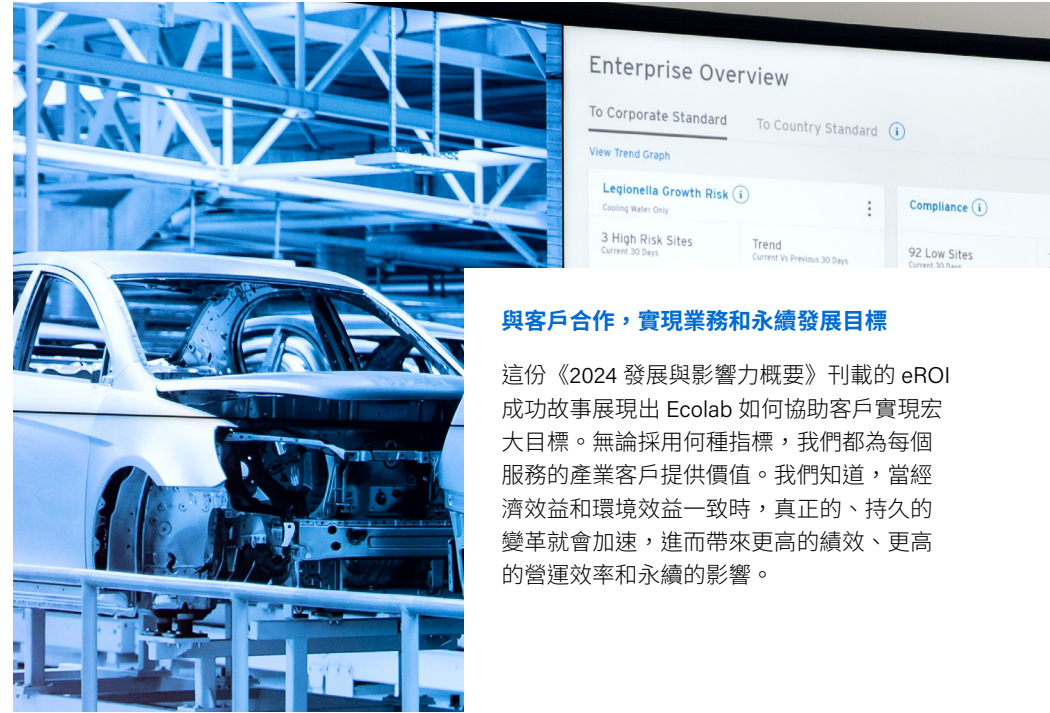 Enterprise Overview
To Corporate Standard
To Country Standard
View Trend Graph
Legionella Growth Risk
Cooling Water Only
3 High Risk Sites
Current 30 Days
Trend
Current Vs Previous 30 Days
Compliance
92 Low Sites
Current 30 Days
與客戶合作，實現業務和永續發展目標
這份《2024 發展與影響力概要》刊載的 eROI
成功故事展現出 Ecolab 如何協助客戶實現宏
大目標。無論採用何種指標，我們都為每個
服務的產業客戶提供價值。我們知道，當經
濟效益和環境效益一致時，真正的、持久的
變革就會加速，進而帶來更高的績效、更高
的營運效率和永續的影響。